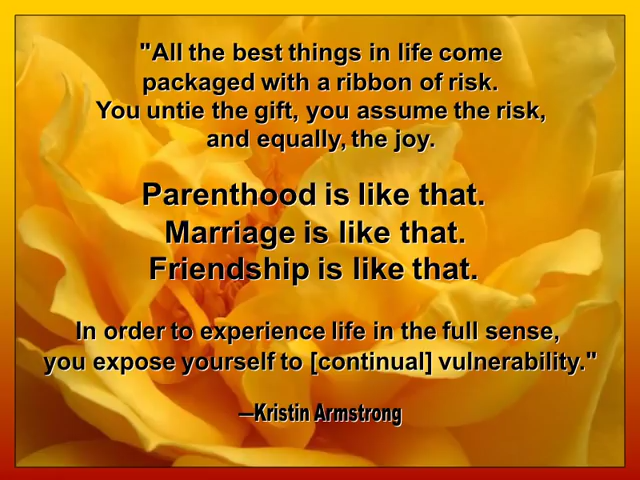 "All the best things in life come
packaged with a ribbon of risk.
You untie the gift, you assume the risk,
and equally, the joy.
Parenthood is like that.
Marriage is like that.
Friendship is like that.
In order to experience life in the full sense,
you expose yourself to [continual] vulnerability."
—Kristin Armstrong